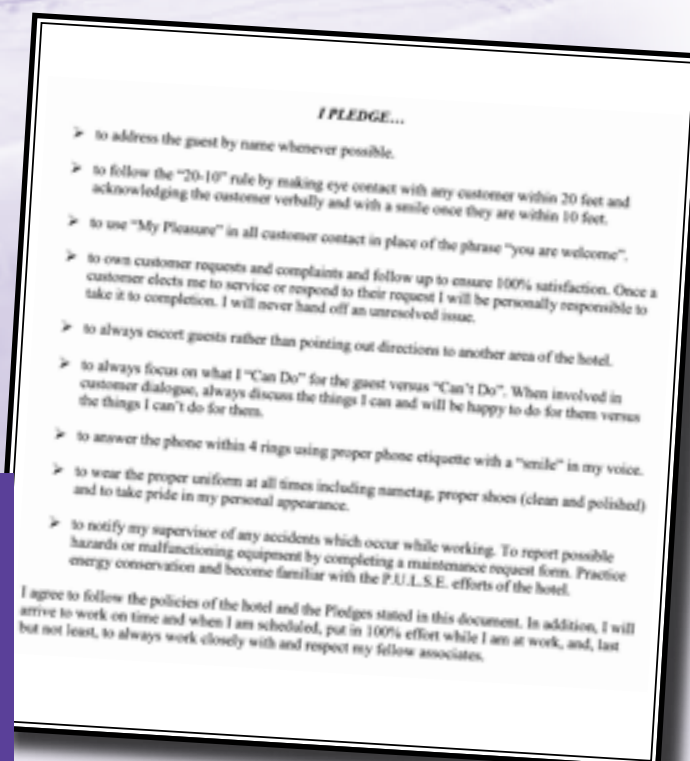 I PLEDGE…
➢ to address the guest by name whenever possible.
➢ to follow the “20-10” rule by making eye contact with any customer within 20 feet and
acknowledging the customer verbally and with a smile once they are within 10 feet.
➢ to use “My Pleasure” in all customer contact in place of the phrase “you are welcome”.
➢ to own customer requests and complaints and follow up to ensure 100% satisfaction. Once a
customer elects me to service or respond to their request I will be personally responsible to
take it to completion. I will never hand off an unresolved issue.
➢ to always escort guests rather than pointing out directions to another area of the hotel.
➢ to always focus on what I “Can Do” for the guest versus “Can’t Do”. When involved in
customer dialogue, always discuss the things I can and will be happy to do for them versus
the things I can’t do for them.
➢ to answer the phone within 4 rings using proper phone etiquette with a “smile” in my voice.
➢ to wear the proper uniform at all times including nametag, proper shoes (clean and polished)
and to take pride in my personal appearance.
➢ to notify my supervisor of any accidents which occur while working. To report possible
hazards or malfunctioning equipment by completing a maintenance request form. Practice
energy conservation and become familiar with the P.U.L.S.E. efforts of the hotel.
I agree to follow the policies of the hotel and the Pledges stated in this document. In addition, I will
arrive to work on time and when I am scheduled, put in 100% effort while I am at work, and, last
but not least, to always work closely with and respect my fellow associates.